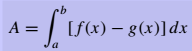 A = ∫_a^b [f(x) − g(x)] dx